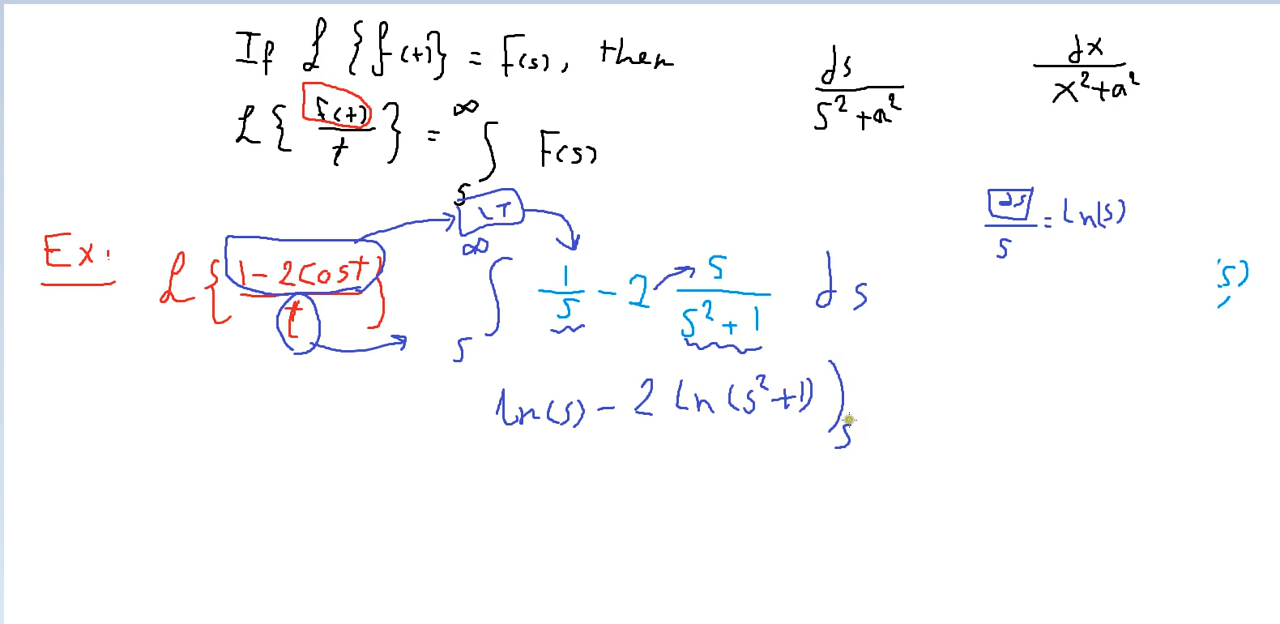 If ℒ{f(t)} = F(s), then
ℒ{f(t)/t} = ∫_s^∞ F(s)
ds/(s²+a²)
dx/(x²+a²)
ds/s = Ln(s)
LT
Ex: ℒ{(1-2Cost)/t} ∫_s^∞ 1/s - 2 s/(s²+1) ds
s)
Ln(s) - 2 Ln(s²+1))_s